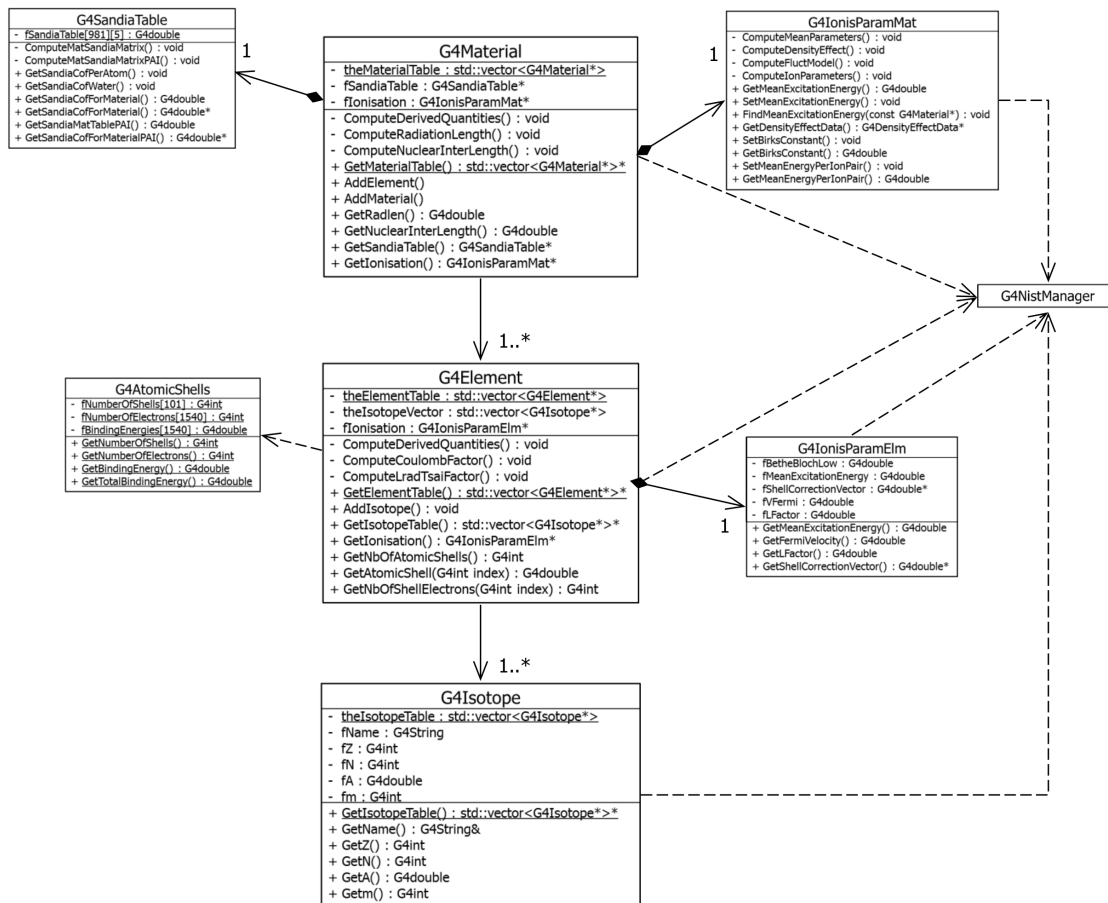 G4SandiaTable
- fSandiaTable[981][5] : G4double
- ComputeMatSandiaMatrix() : void
- ComputeMatSandiaMatrixPAI() : void
+ GetSandiaCofPerAtom() : void
+ GetSandiaCofWater() : void
+ GetSandiaCofForMaterial() : G4double
+ GetSandiaCofForMaterial() : G4double*
+ GetSandiaMatTablePAI() : G4double
+ GetSandiaCofForMaterialPAI() : G4double*
1
G4Material
- theMaterialTable : std::vector<G4Material*>
- fSandiaTable : G4SandiaTable*
- fIonisation : G4IonisParamMat*
- ComputeDerivedQuantities() : void
- ComputeRadiationLength() : void
- ComputeNuclearInterLength() : void
+ GetMaterialTable() : std::vector<G4Material*>*
+ AddElement()
+ AddMaterial()
+ GetRadlen() : G4double
+ GetNuclearInterLength() : G4double
+ GetSandiaTable() : G4SandiaTable*
+ GetIonisation() : G4IonisParamMat*
1
G4IonisParamMat
- ComputeMeanParameters() : void
- ComputeDensityEffect() : void
- ComputeFluctModel() : void
- ComputeIonParameters() : void
+ GetMeanExcitationEnergy() : G4double
+ SetMeanExcitationEnergy() : void
+ FindMeanExcitationEnergy(const G4Material*) : void
+ GetDensityEffectData() : G4DensityEffectData*
+ SetBirksConstant() : void
+ GetBirksConstant() : G4double
+ SetMeanEnergyPerIonPair() : void
+ GetMeanEnergyPerIonPair() : G4double
G4NistManager
1..*
G4AtomicShells
- fNumberOfShells[101] : G4int
- fNumberOfElectrons[1540] : G4int
- fBindingEnergies[1540] : G4double
+ GetNumberOfShells() : G4int
+ GetNumberOfElectrons() : G4int
+ GetBindingEnergy() : G4double
+ GetTotalBindingEnergy() : G4double
G4Element
- theElementTable : std::vector<G4Element*>
- theIsotopeVector : std::vector<G4Isotope*>
- fIonisation : G4IonisParamElm*
- ComputeDerivedQuantities() : void
- ComputeCoulombFactor() : void
- ComputeLradTsaiFactor() : void
+ GetElementTable() : std::vector<G4Element*>*
+ AddIsotope() : void
+ GetIsotopeTable() : std::vector<G4Isotope*>*
+ GetIonisation() : G4IonisParamElm*
+ GetNbOfAtomicShells() : G4int
+ GetAtomicShell(G4int index) : G4double
+ GetNbOfShellElectrons(G4int index) : G4int
1
G4IonisParamElm
- fBetheBlochLow : G4double
- fMeanExcitationEnergy : G4double
- fShellCorrectionVector : G4double*
- fVFermi : G4double
- fLFactor : G4double
+ GetMeanExcitationEnergy() : G4double
+ GetFermiVelocity() : G4double
+ GetLFactor() : G4double
+ GetShellCorrectionVector() : G4double*
1..*
G4Isotope
- theIsotopeTable : std::vector<G4Isotope*>
- fName : G4String
- fZ : G4int
- fN : G4int
- fA : G4double
- fm : G4int
+ GetIsotopeTable() : std::vector<G4Isotope*>*
+ GetName() : G4String&
+ GetZ() : G4int
+ GetN() : G4int
+ GetA() : G4double
+ Getm() : G4int